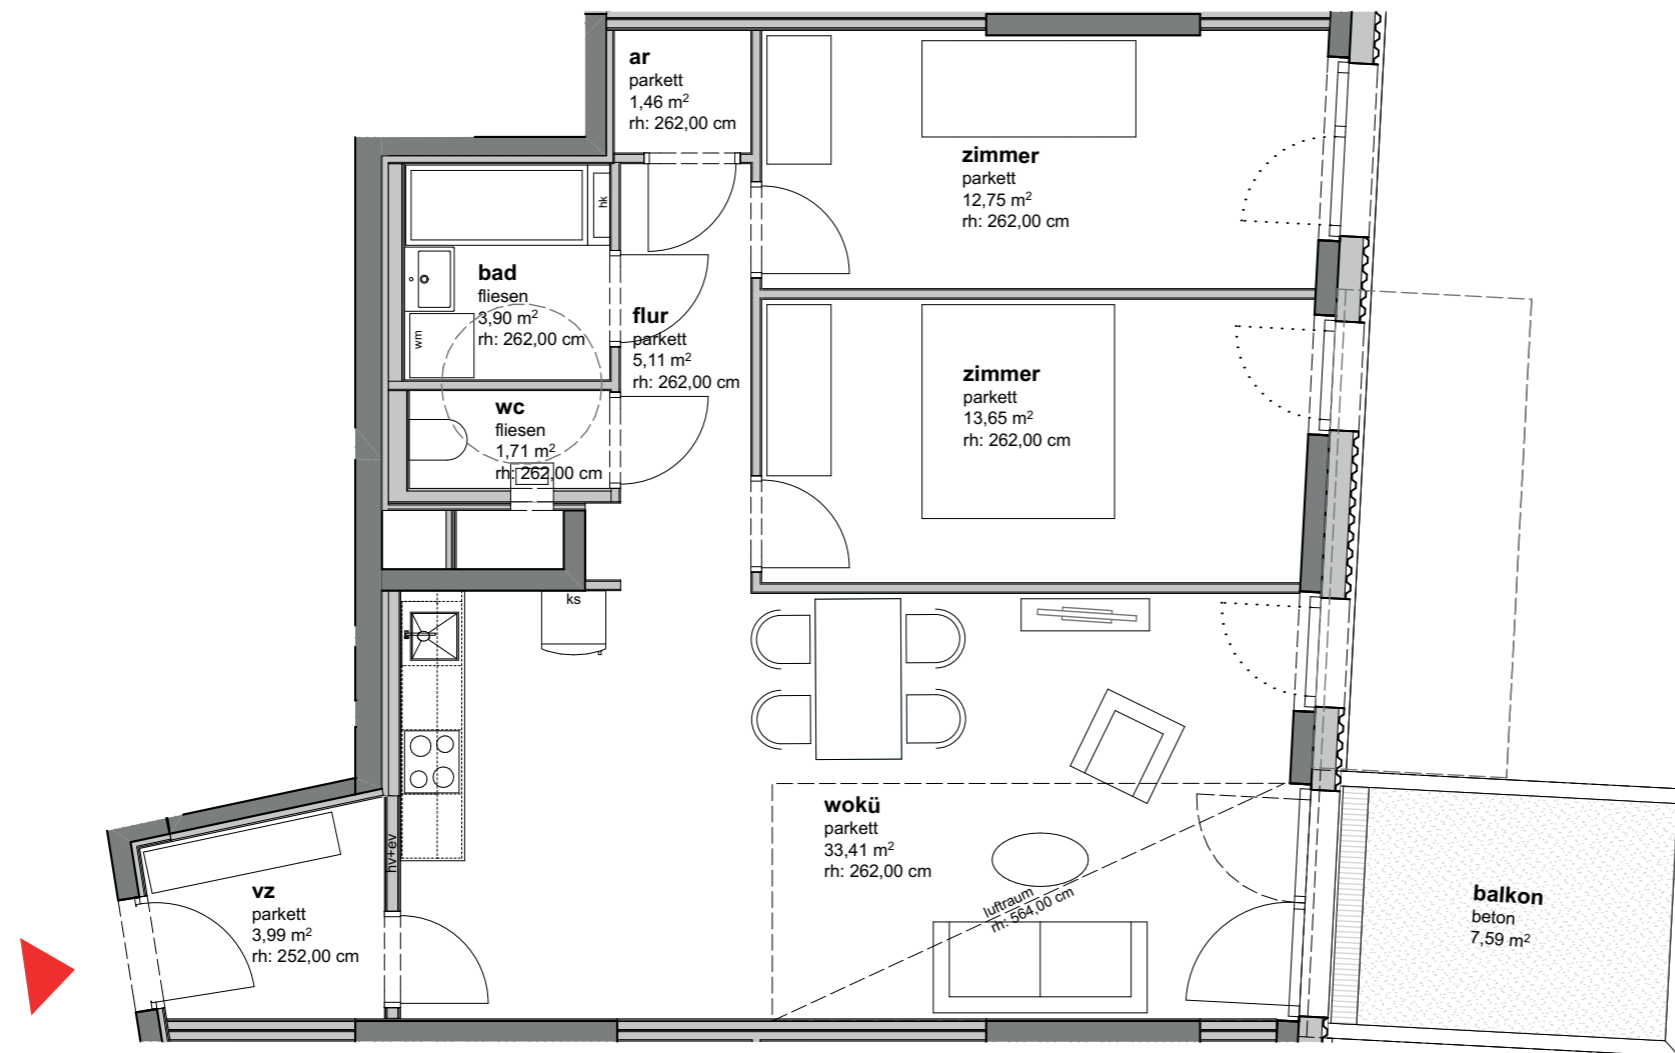 ar
parkett
1,46 m²
rh: 262,00 cm
zimmer
parkett
12,75 m²
rh: 262,00 cm
hk
bad
fliesen
3,90 m²
rh: 262,00 cm
wm
flur
parkett
5,11 m²
rh: 262,00 cm
zimmer
parkett
13,65 m²
rh: 262,00 cm
wc
fliesen
1,71 m²
rh: 262,00 cm
ks
wokü
parkett
33,41 m²
rh: 262,00 cm
luftraum
rh: 564,00 cm
hv+ev
vz
parkett
3,99 m²
rh: 252,00 cm
balkon
beton
7,59 m²